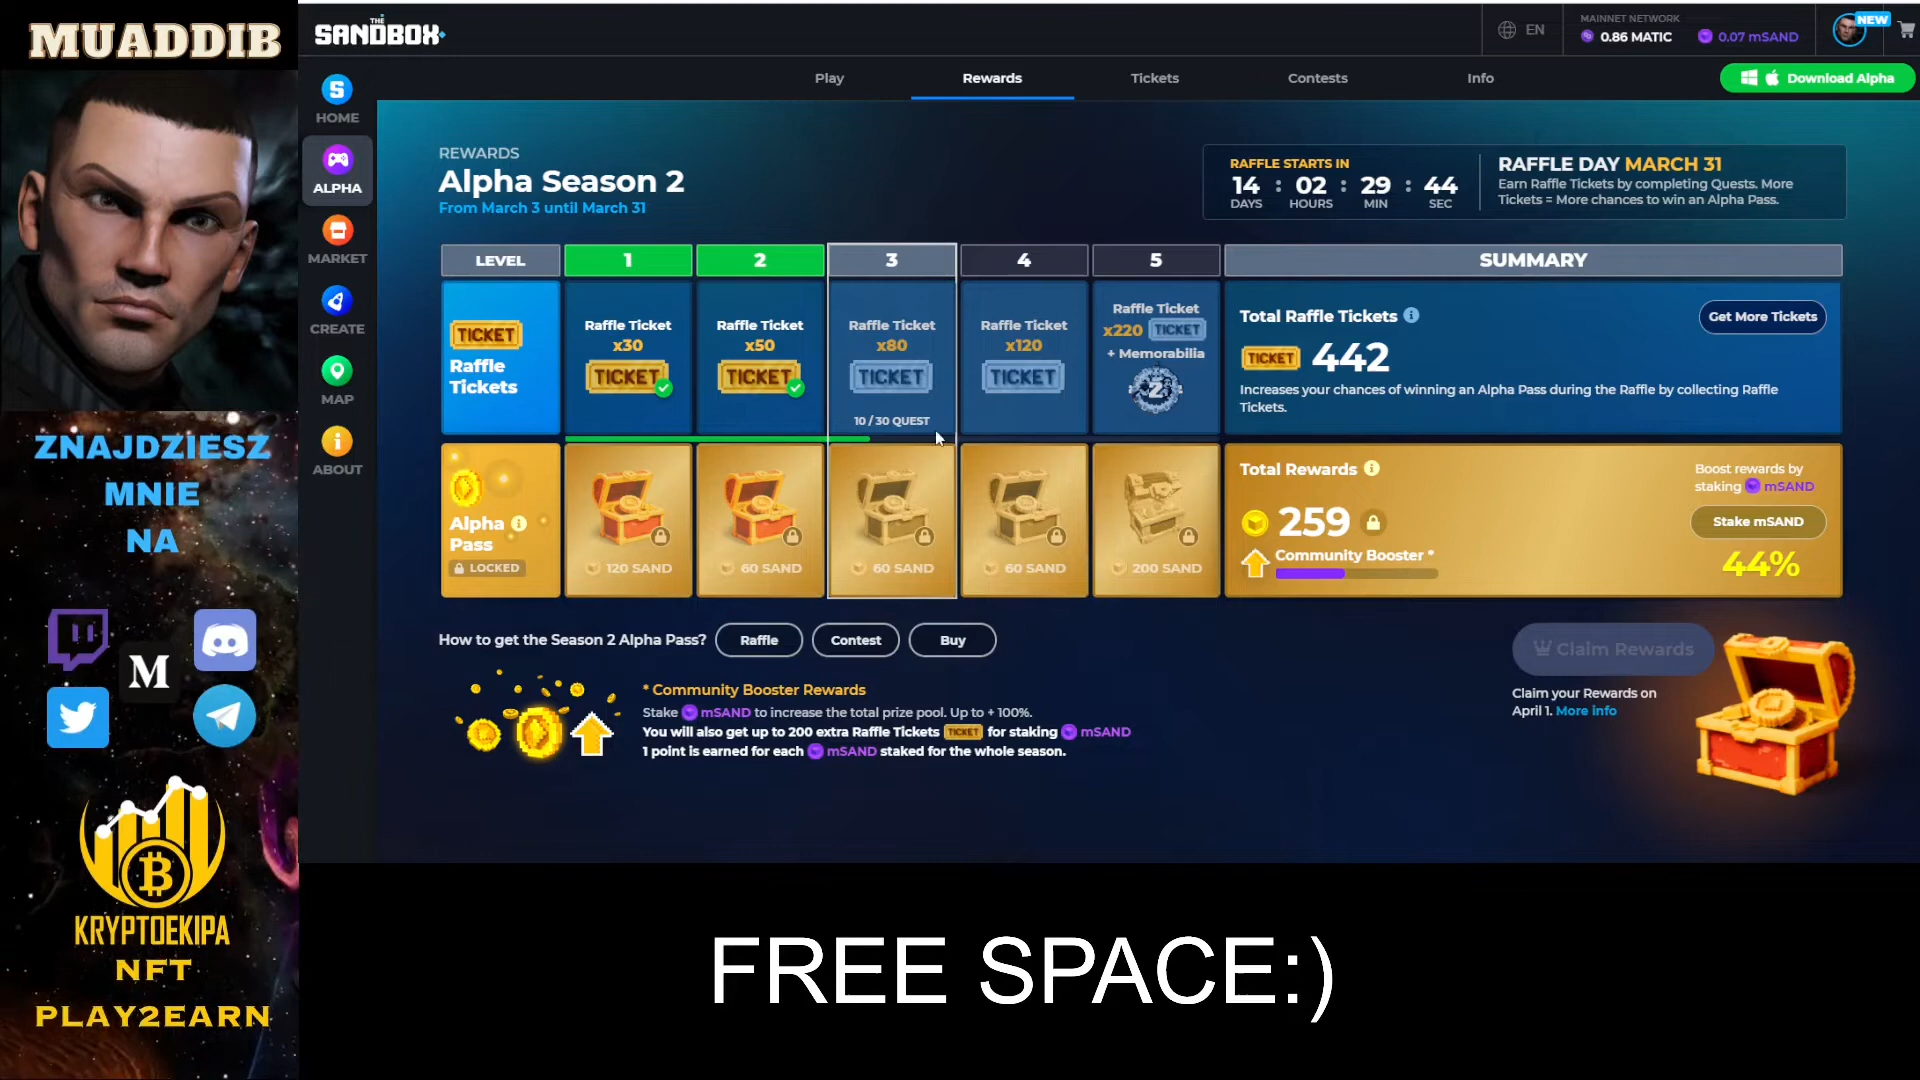 MUADDIB
ZNAJDZIESZ
MNIE
NA
M
KRYPTOEKIPA
NFT
PLAY2EARN
THE
SANDBOX
EN
MAINNET NETWORK
0.86 MATIC
0.07 mSAND
NEW
HOME
ALPHA
MARKET
CREATE
MAP
ABOUT
Play
Rewards
Tickets
Contests
Info
Download Alpha
REWARDS
Alpha Season 2
From March 3 until March 31
RAFFLE STARTS IN
14 : 02 : 29 : 44
DAYS HOURS MIN SEC
RAFFLE DAY MARCH 31
Earn Raffle Tickets by completing Quests. More
Tickets = More chances to win an Alpha Pass.
LEVEL 1 2 3 4 5 SUMMARY
TICKET
Raffle
Tickets
Raffle Ticket
x30
TICKET
Raffle Ticket
x50
TICKET
Raffle Ticket
x80
TICKET
10 / 30 QUEST
Raffle Ticket
x120
TICKET
Raffle Ticket
x220 TICKET
+ Memorabilia
2
Total Raffle Tickets
Get More Tickets
TICKET 442
Increases your chances of winning an Alpha Pass during the Raffle by collecting Raffle
Tickets.
Alpha
Pass
LOCKED
120 SAND
60 SAND
60 SAND
60 SAND
200 SAND
Total Rewards
259
Community Booster *
Boost rewards by
staking mSAND
Stake mSAND
44%
How to get the Season 2 Alpha Pass?
Raffle
Contest
Buy
* Community Booster Rewards
Stake mSAND to increase the total prize pool. Up to + 100%.
You will also get up to 200 extra Raffle Tickets TICKET for staking mSAND
1 point is earned for each mSAND staked for the whole season.
Claim Rewards
Claim your Rewards on
April 1. More info
FREE SPACE:)